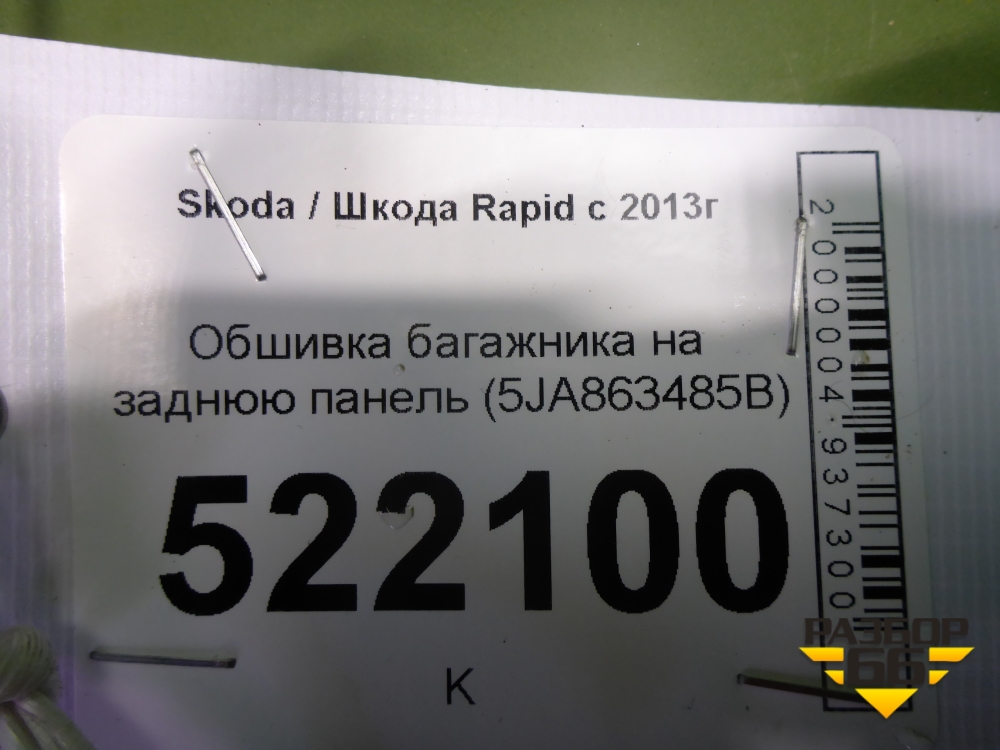 Skoda / Шкода Rapid с 2013г
Обшивка багажника на
заднюю панель (5JA863485B)
522100
К
2000004937300
РАЗБОР
66